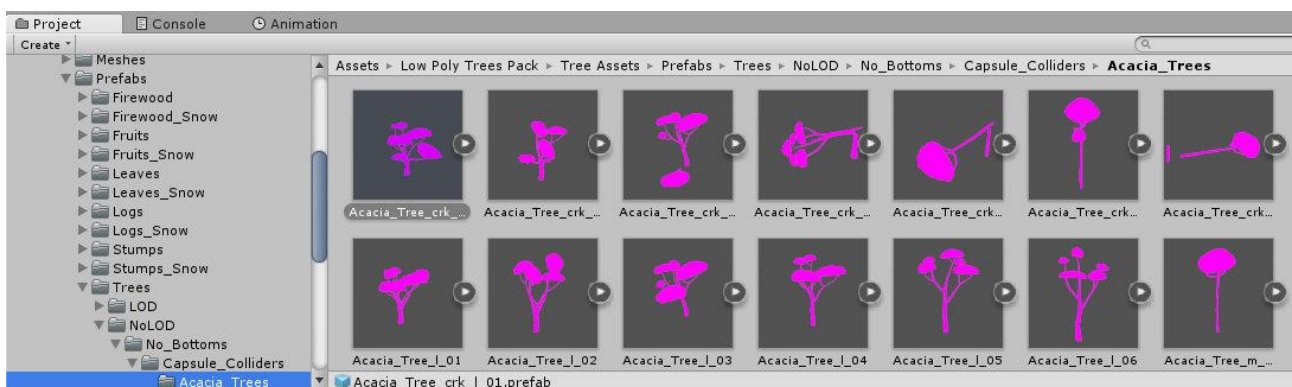 Project Console Animation
Create
Meshes
Prefabs
Firewood
Firewood_Snow
Fruits
Fruits_Snow
Leaves
Leaves_Snow
Logs
Logs_Snow
Stumps
Stumps_Snow
Trees
LOD
NoLOD
No_Bottoms
Capsule_Colliders
Acacia_Trees
Assets ▸ Low Poly Trees Pack ▸ Tree Assets ▸ Prefabs ▸ Trees ▸ NoLOD ▸ No_Bottoms ▸ Capsule_Colliders ▸ Acacia_Trees
Acacia_Tree_crk_... Acacia_Tree_crk_... Acacia_Tree_crk_... Acacia_Tree_crk_... Acacia_Tree_crk... Acacia_Tree_crk... Acacia_Tree_crk...
Acacia_Tree_l_01 Acacia_Tree_l_02 Acacia_Tree_l_03 Acacia_Tree_l_04 Acacia_Tree_l_05 Acacia_Tree_l_06 Acacia_Tree_m_...
Acacia_Tree_crk_l_01.prefab